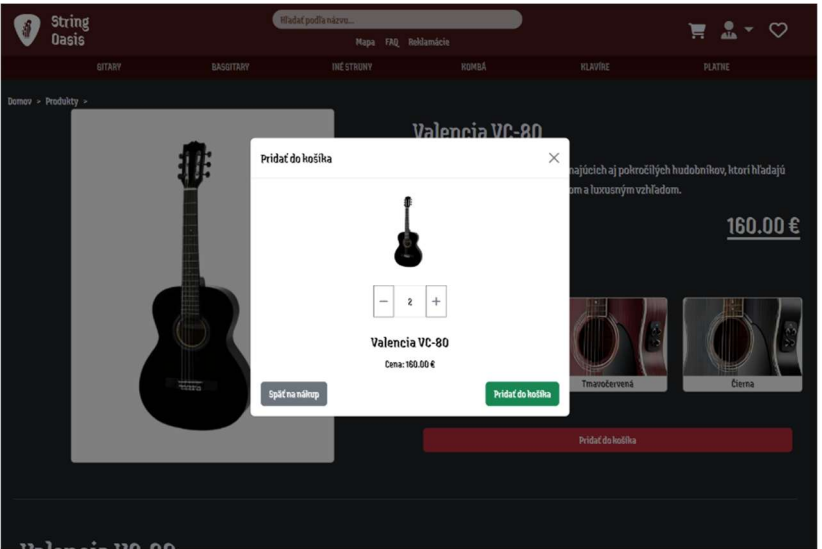 String
Oasis
Hľadať podľa názvu...
Mapa FAQ Reklamácie
GITARY BASGITARY INÉ STRUNY KOMBÁ KLAVÍRE PLATNE
Domov > Produkty >
Valencia VC-80
Pridať do košíka
najúcich aj pokročilých hudobníkov, ktorí hľadajú
om a luxusným vzhľadom.
160.00 €
2
Valencia VC-80
Cena: 160.00 €
Späť na nákup
Pridať do košíka
Tmavočervená
Čierna
Pridať do košíka